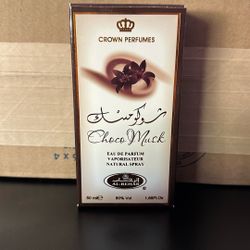 CROWN PERFUMES
شوكو مسك
Choco Musk
EAU DE PARFUM
VAPORISATEUR
NATURAL SPRAY
AL-REHAB
50 ml e 80% Vol 1.65Fl.Oz